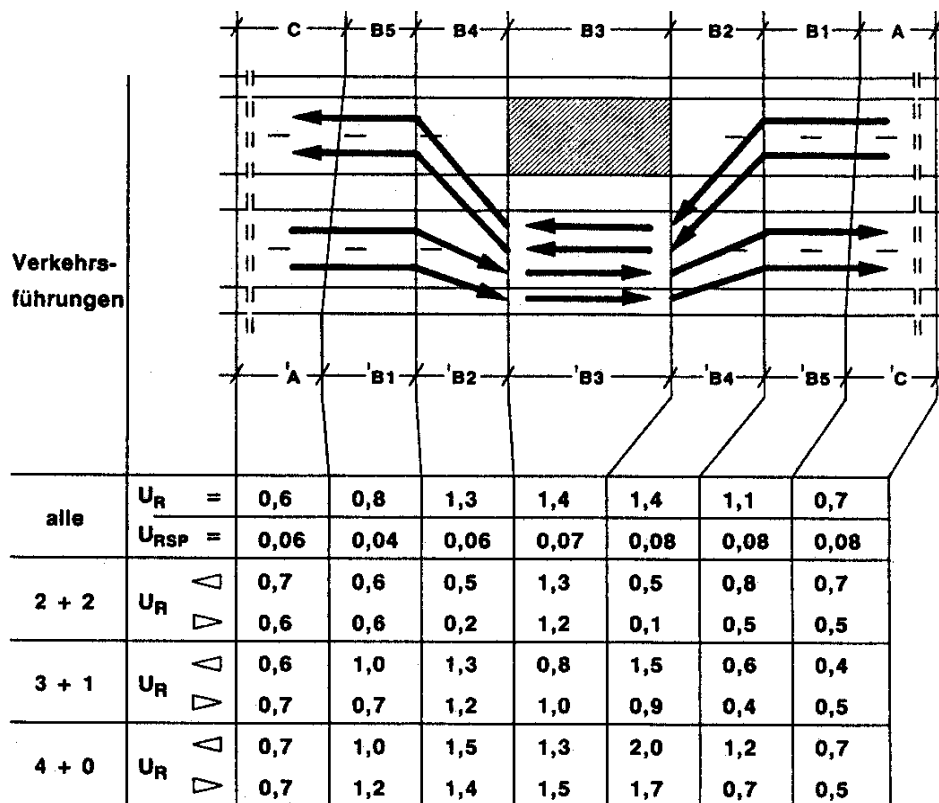 C B5 B4 B3 B2 B1 A
Verkehrs-
führungen
'A 'B1 'B2 'B3 'B4 'B5 'C
alle
U_R = 0,6 0,8 1,3 1,4 1,4 1,1 0,7
U_RSP = 0,06 0,04 0,06 0,07 0,08 0,08 0,08
2 + 2 U_R ◁ 0,7 0,6 0,5 1,3 0,5 0,8 0,7
▷ 0,6 0,6 0,2 1,2 0,1 0,5 0,5
3 + 1 U_R ◁ 0,6 1,0 1,3 0,8 1,5 0,6 0,4
▷ 0,7 0,7 1,2 1,0 0,9 0,4 0,5
4 + 0 U_R ◁ 0,7 1,0 1,5 1,3 2,0 1,2 0,7
▷ 0,7 1,2 1,4 1,5 1,7 0,7 0,5